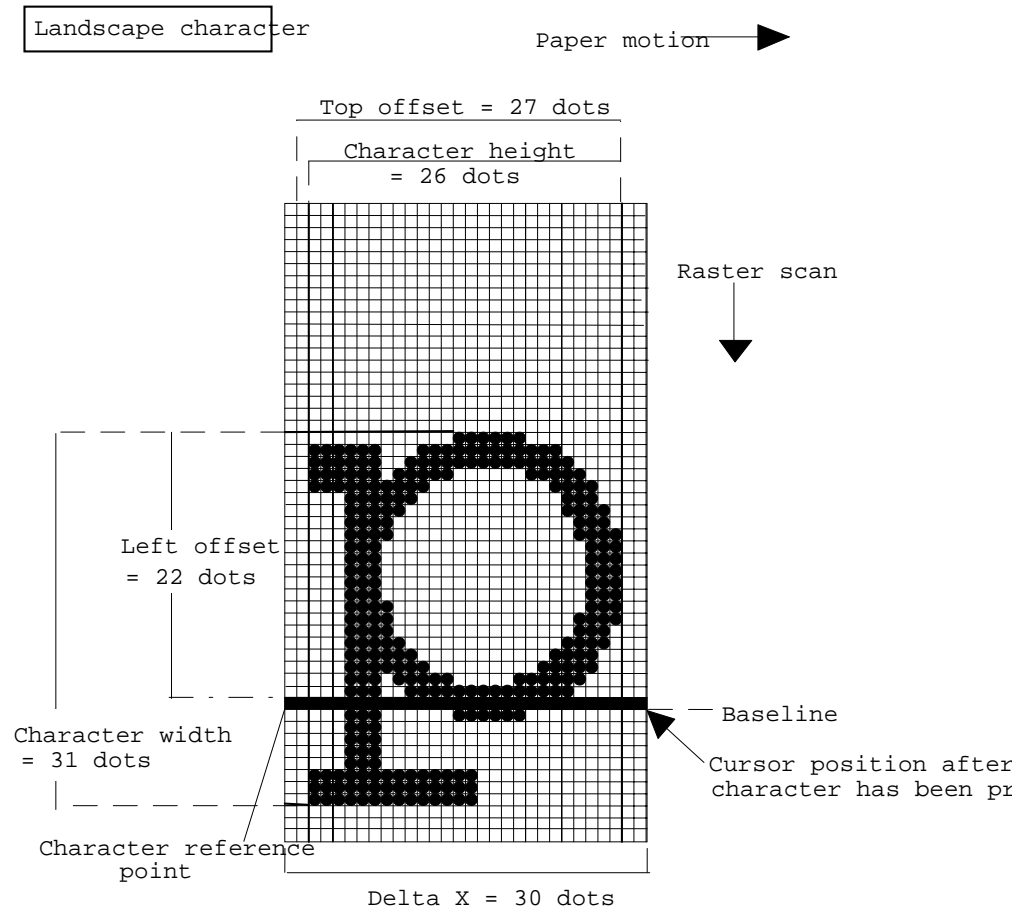 Landscape character
Paper motion
Top offset = 27 dots
Character height
= 26 dots
Raster scan
Left offset
= 22 dots
Baseline
Character width
= 31 dots
Cursor position after
character has been pr
Character reference
point
Delta X = 30 dots